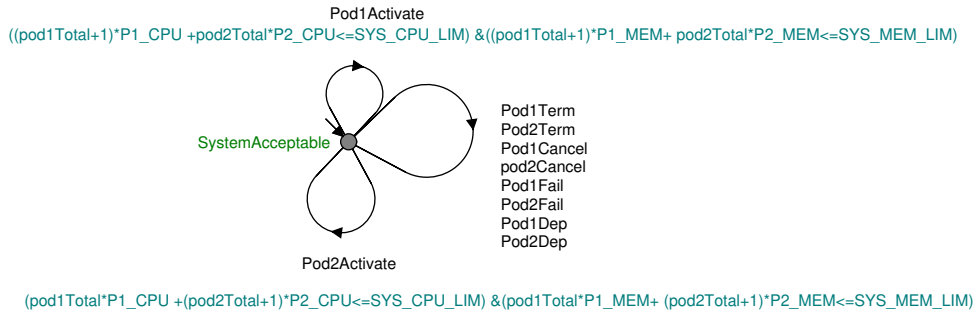 Pod1Activate
((pod1Total+1)*P1_CPU +pod2Total*P2_CPU<=SYS_CPU_LIM) &((pod1Total+1)*P1_MEM+ pod2Total*P2_MEM<=SYS_MEM_LIM)
SystemAcceptable
Pod1Term
Pod2Term
Pod1Cancel
pod2Cancel
Pod1Fail
Pod2Fail
Pod1Dep
Pod2Dep
Pod2Activate
(pod1Total*P1_CPU +(pod2Total+1)*P2_CPU<=SYS_CPU_LIM) &(pod1Total*P1_MEM+ (pod2Total+1)*P2_MEM<=SYS_MEM_LIM)